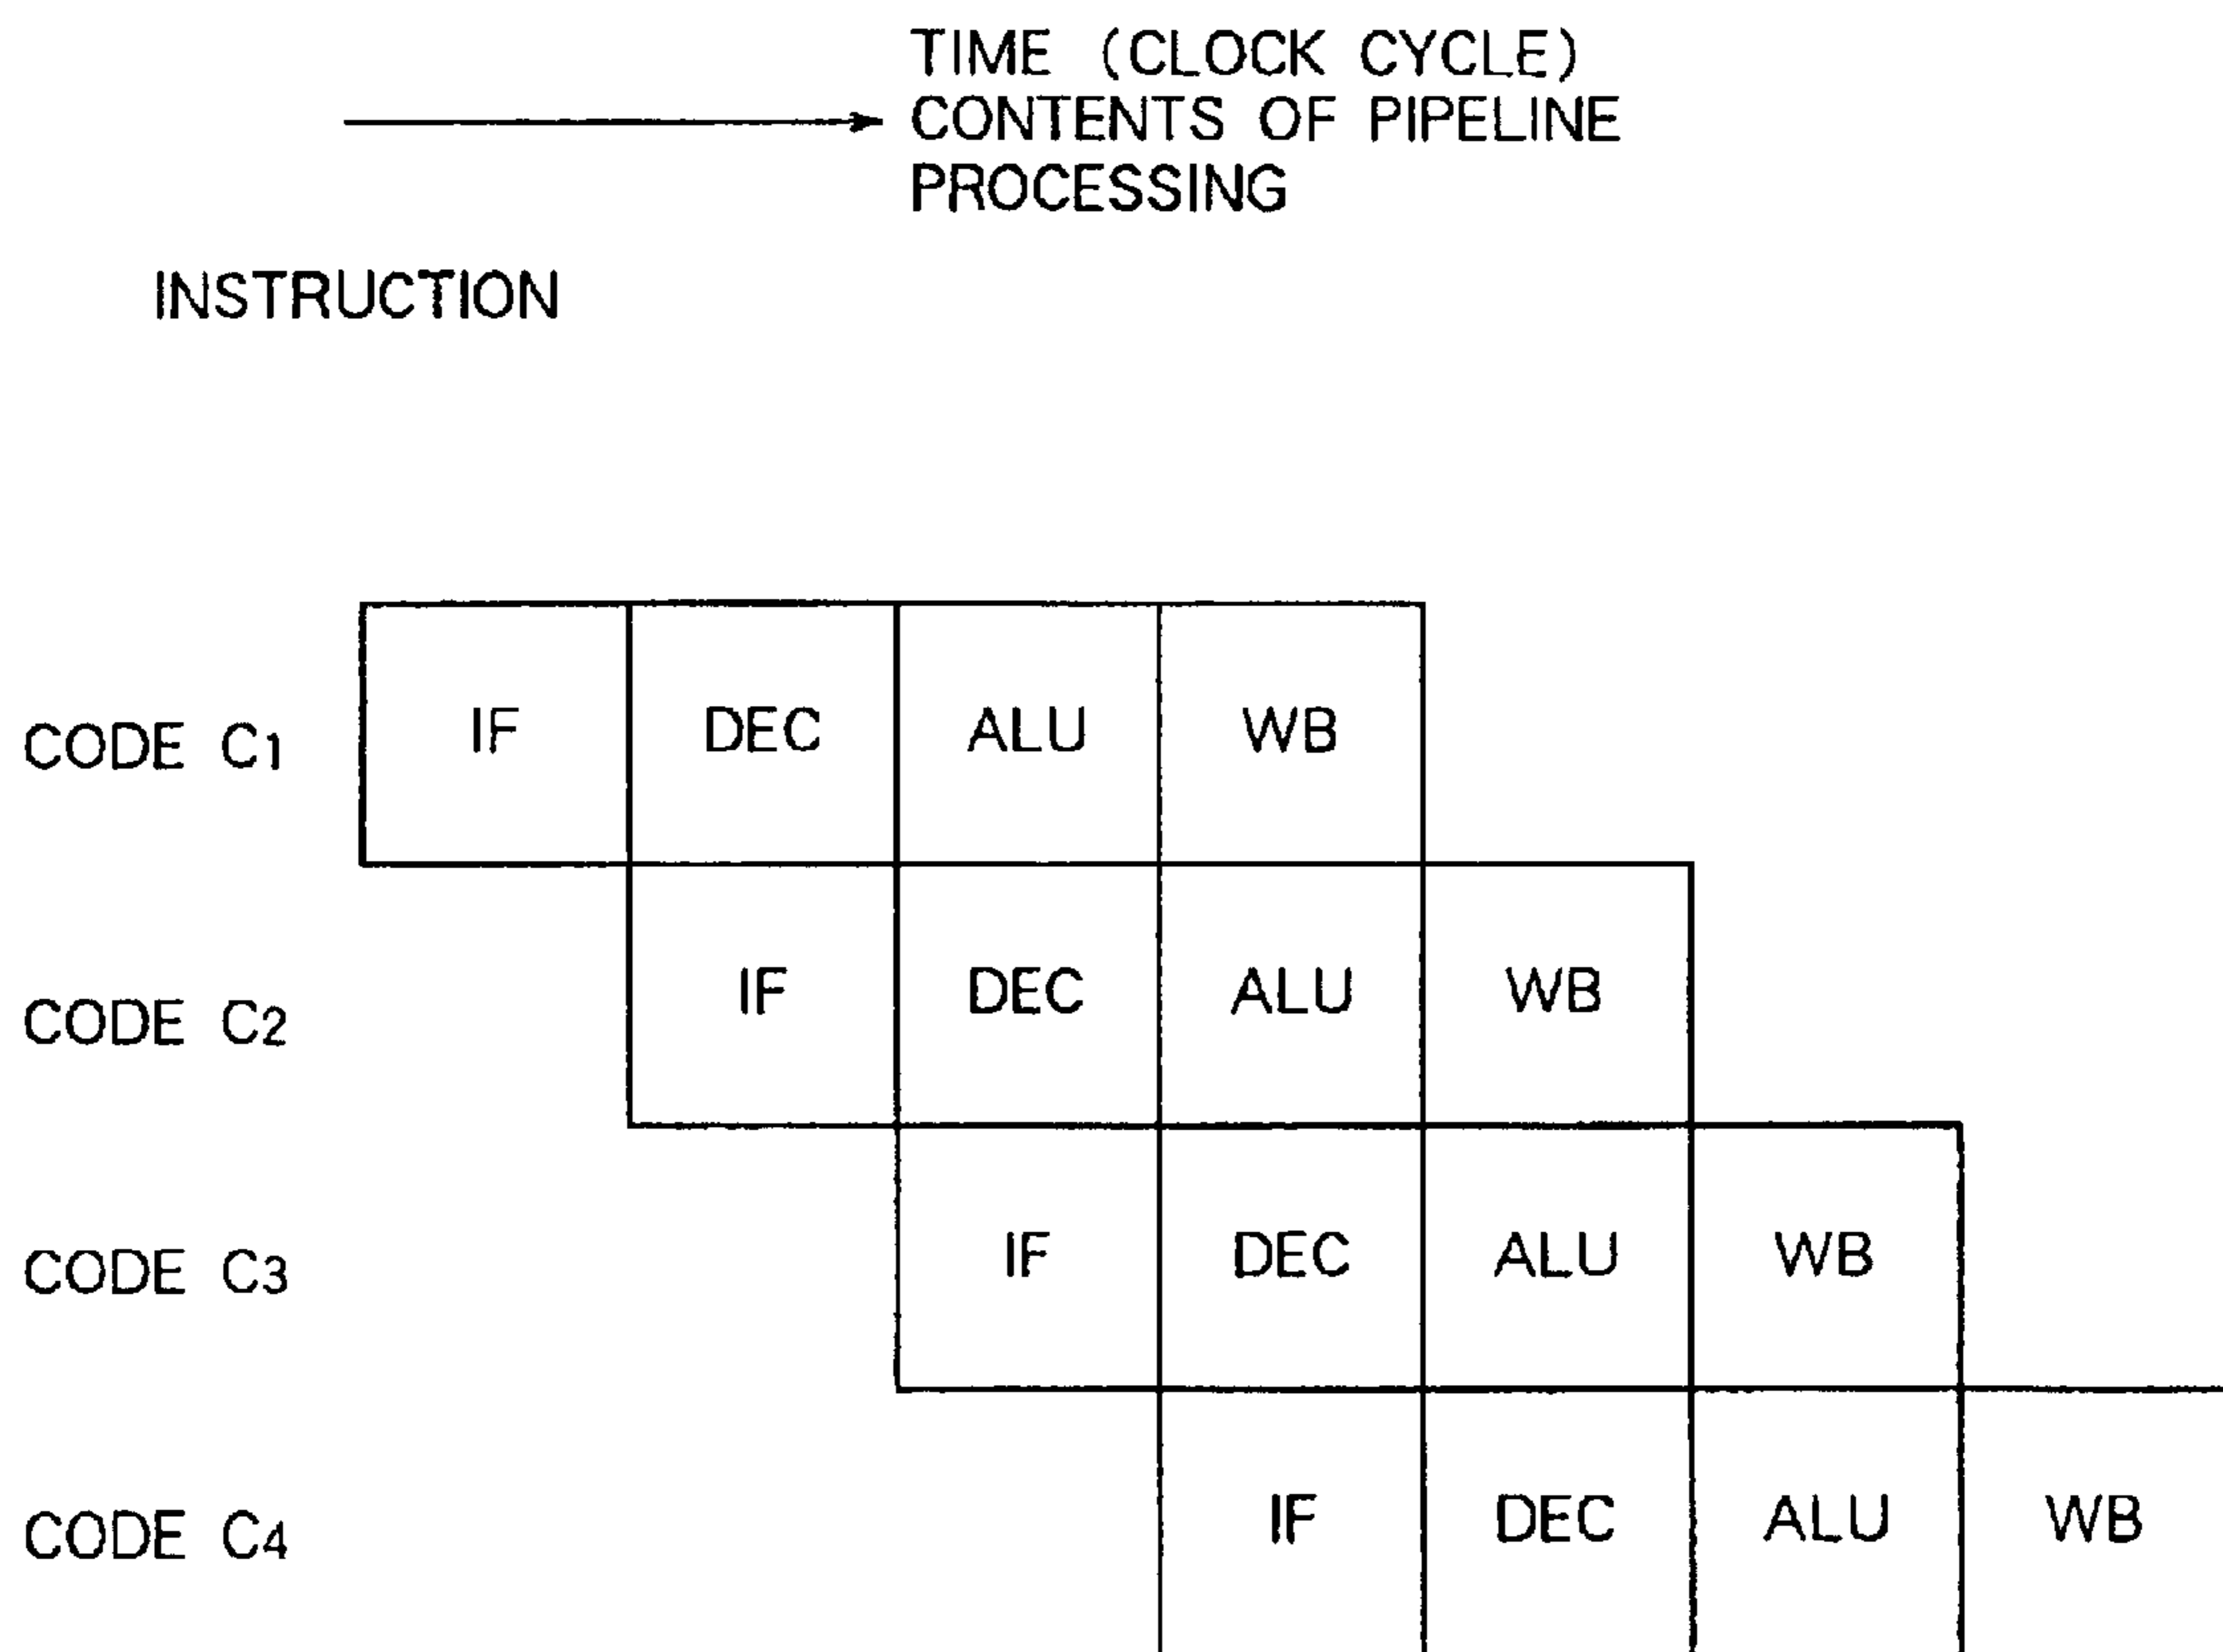 TIME (CLOCK CYCLE)
CONTENTS OF PIPELINE
PROCESSING
INSTRUCTION
CODE C1 IF DEC ALU WB
CODE C2 IF DEC ALU WB
CODE C3 IF DEC ALU WB
CODE C4 IF DEC ALU WB